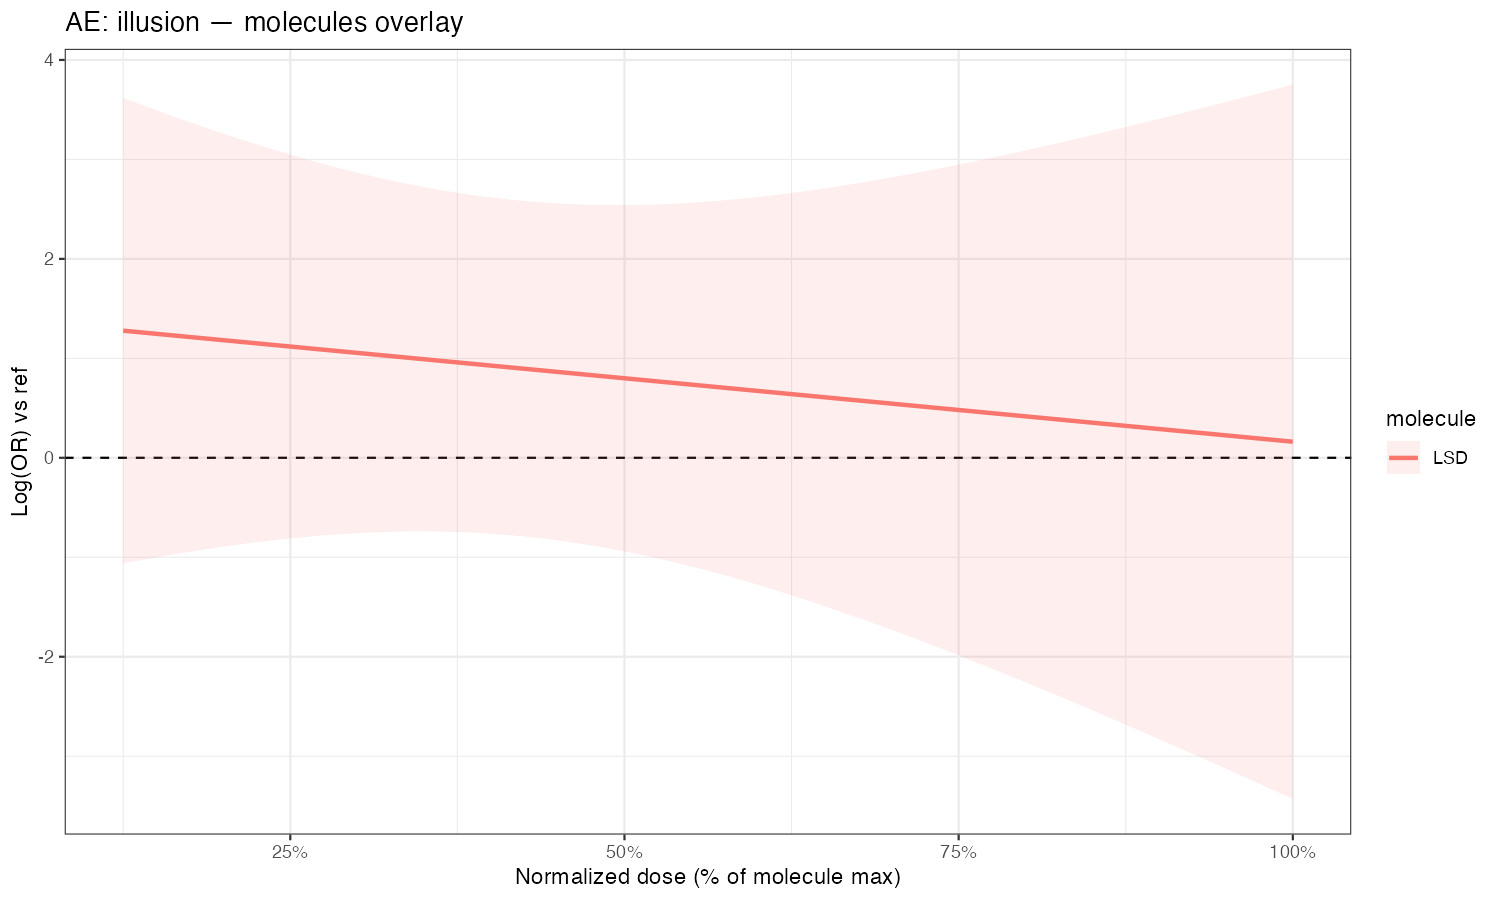 AE: illusion — molecules overlay
4
2
0
-2
Log(OR) vs ref
25%
50%
75%
100%
Normalized dose (% of molecule max)
molecule
LSD